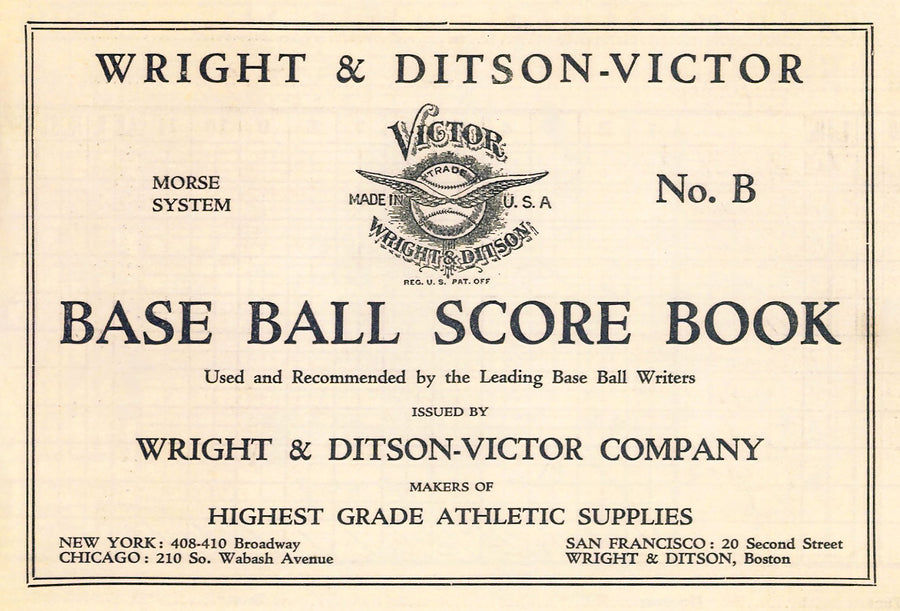 WRIGHT & DITSON-VICTOR
VICTOR
TRADE
MORSE
SYSTEM
MADE IN U.S.A
No. B
WRIGHT & DITSON
REG. U. S. PAT. OFF
BASE BALL SCORE BOOK
Used and Recommended by the Leading Base Ball Writers
ISSUED BY
WRIGHT & DITSON-VICTOR COMPANY
MAKERS OF
HIGHEST GRADE ATHLETIC SUPPLIES
NEW YORK: 408-410 Broadway
CHICAGO: 210 So. Wabash Avenue
SAN FRANCISCO: 20 Second Street
WRIGHT & DITSON, Boston